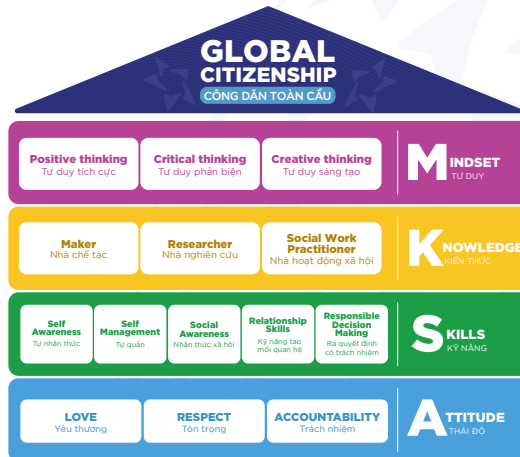 GLOBAL
CITIZENSHIP
CÔNG DÂN TOÀN CẦU
Positive thinking
Tư duy tích cực
Critical thinking
Tư duy phản biện
Creative thinking
Tư duy sáng tạo
MINDSET
TƯ DUY
Maker
Nhà chế tác
Researcher
Nhà nghiên cứu
Social Work
Practitioner
Nhà hoạt động xã hội
KNOWLEDGE
KIẾN THỨC
Self
Awareness
Tự nhận thức
Self
Management
Tự quản
Social
Awareness
Nhận thức xã hội
Relationship
Skills
Kỹ năng tạo
mối quan hệ
Responsible
Decision
Making
Ra quyết định
có trách nhiệm
SKILLS
KỸ NĂNG
LOVE
Yêu thương
RESPECT
Tôn trọng
ACCOUNTABILITY
Trách nhiệm
ATTITUDE
THÁI ĐỘ